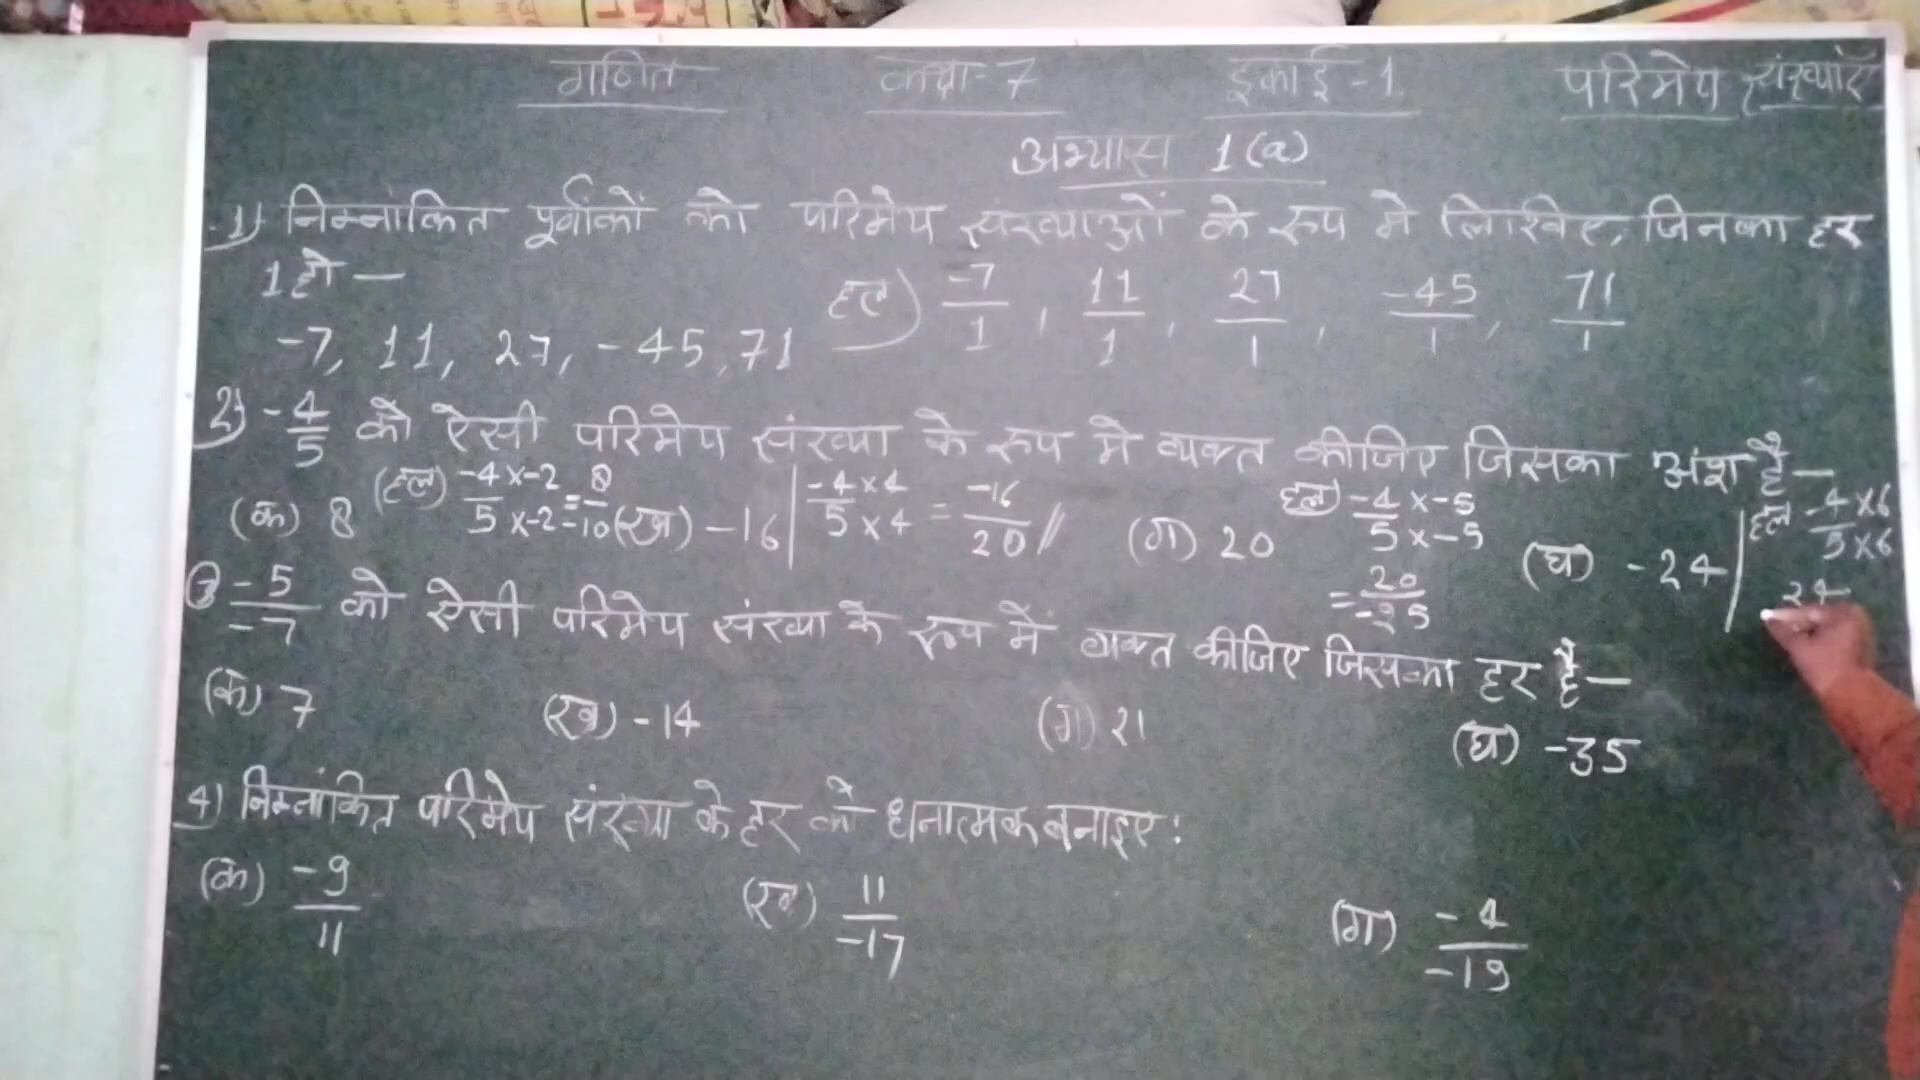 गणित कक्षा-7 इकाई-1. परिमेय संख्याएँ
अभ्यास 1(a)
1) निम्नांकित पूर्वांकों को परिमेय संख्याओं के रूप मे लिखिए, जिनका हर
1 हो —
-7, 11, 27, -45, 71 हल) -7/1, 11/1, 27/1, -45/1, 71/1
2) -4/5 को ऐसी परिमेय संख्या के रूप मे व्यक्त कीजिए जिसका अंश है—
(क) 8 (हल) -4×-2/5×-2 = 8/-10 (ख) -16 | -4×4/5×4 = -16/20 // (ग) 20 हल) -4×-5/5×-5 = 20/-25 (घ) -24 | हल -4×6/5×6
24
3) -5/-7 को ऐसी परिमेय संख्या के रूप में व्यक्त कीजिए जिसका हर है—
(क) 7 (ख) -14 (ग) 21 (घ) -35
4) निम्नांकित परिमेय संख्या के हर को धनात्मक बनाइए:
(क) -9/11 (ख) 11/-17 (ग) -4/-19